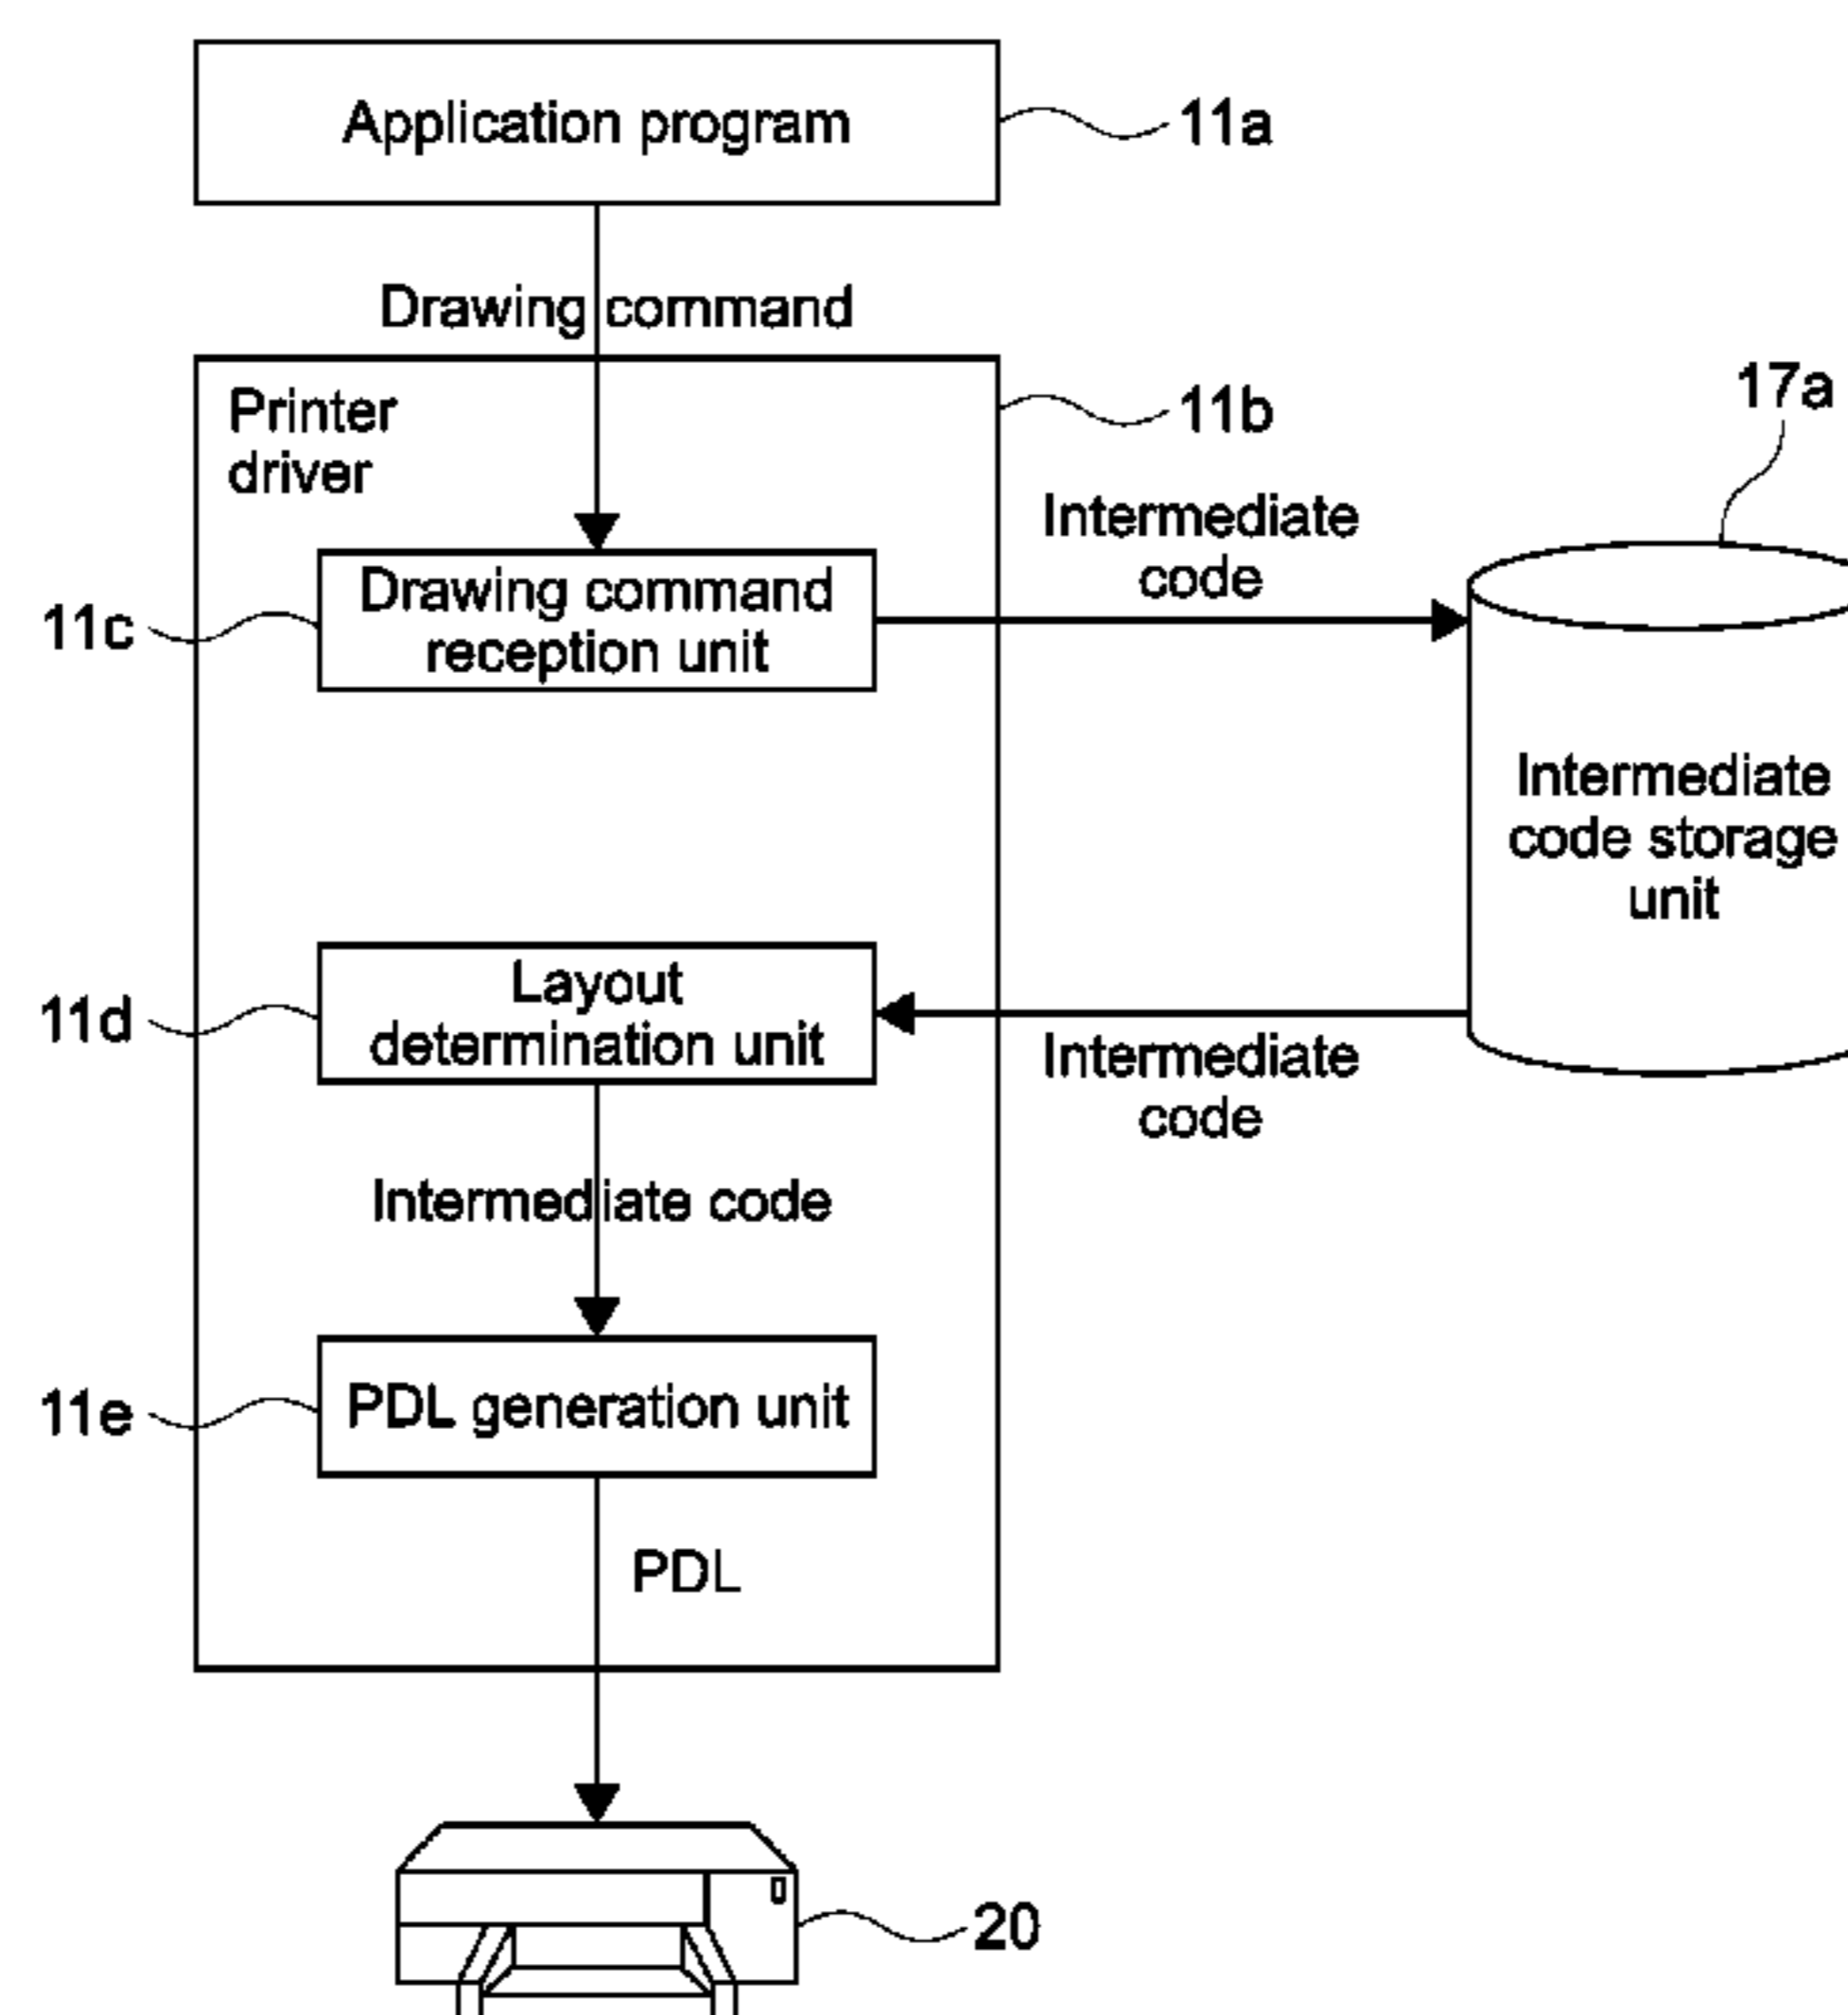 Application program
11a
Drawing command
Printer
driver
11b
17a
Intermediate
code
Drawing command
reception unit
11c
Intermediate
code storage
unit
Layout
determination unit
11d
Intermediate
code
Intermediate code
PDL generation unit
11e
PDL
20